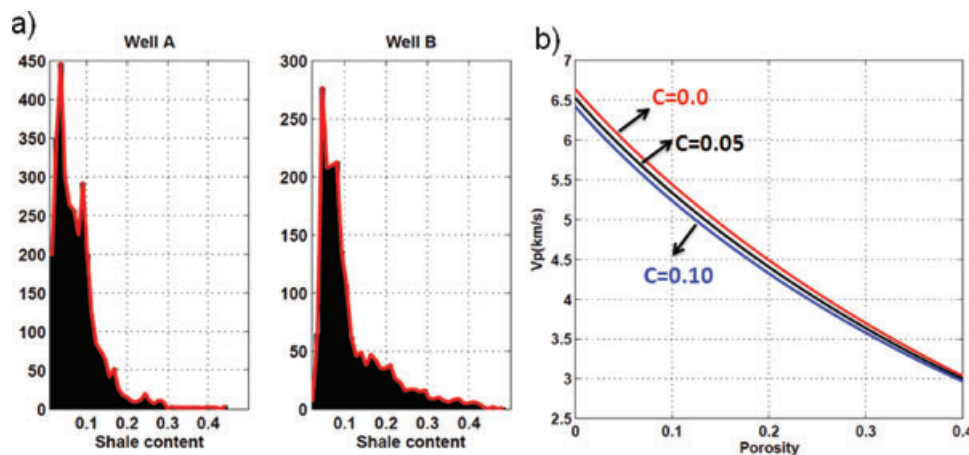 a)
Well A
450
400
350
300
250
200
150
100
50
0
0.1 0.2 0.3 0.4
Shale content
Well B
300
250
200
150
100
50
0
0.1 0.2 0.3 0.4
Shale content
b)
7
6.5
6
5.5
5
4.5
4
3.5
3
2.5
Vp(km/s)
C=0.0
C=0.05
C=0.10
0 0.1 0.2 0.3 0.4
Porosity